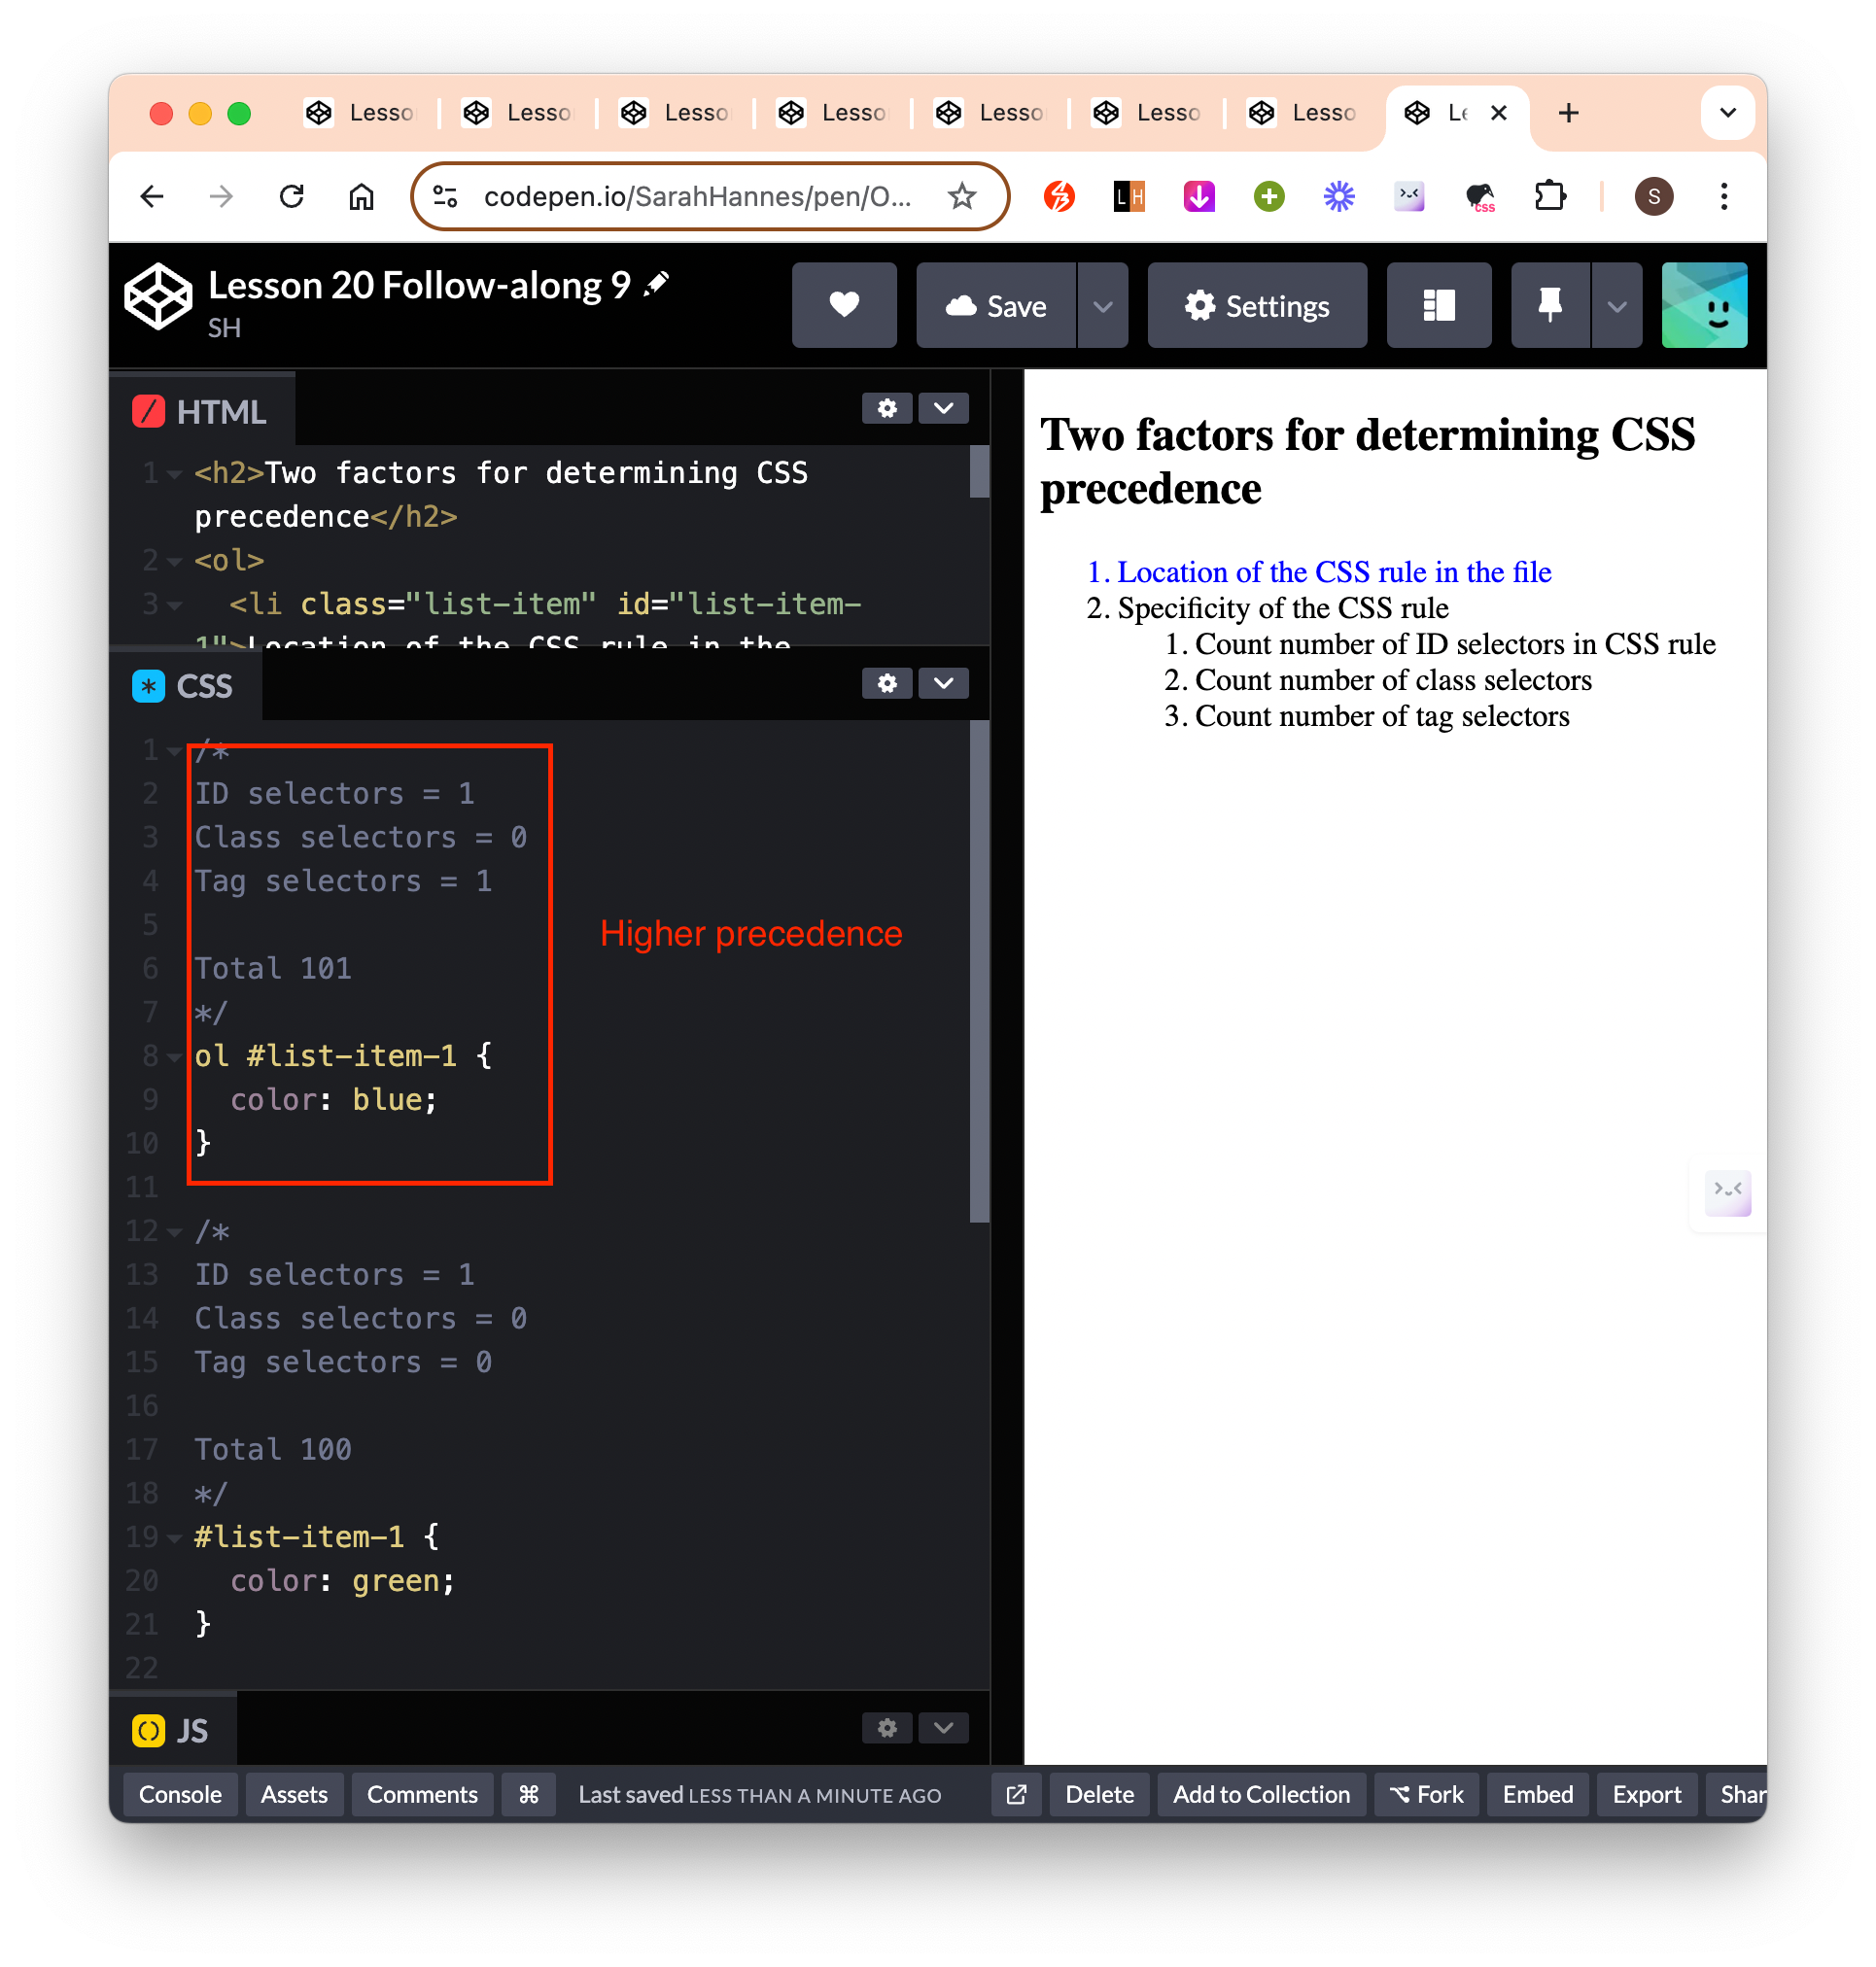 Lesso
Lesso
Lesso
Lesso
Lesso
Lesso
Lesso
Le
codepen.io/SarahHannes/pen/O...
L H
css
S
Lesson 20 Follow-along 9
SH
Save
Settings
HTML
1
<h2>Two factors for determining CSS
precedence</h2>
2
<ol>
3
<li class="list-item" id="list-item-
1">Location of the CSS rule in the
CSS
1 /*
2 ID selectors = 1
3 Class selectors = 0
4 Tag selectors = 1
5
6 Total 101
7 */
8 ol #list-item-1 {
9 color: blue;
10 }
11
12 /*
13 ID selectors = 1
14 Class selectors = 0
15 Tag selectors = 0
16
17 Total 100
18 */
19 #list-item-1 {
20 color: green;
21 }
22
Higher precedence
JS
Two factors for determining CSS
precedence
1. Location of the CSS rule in the file
2. Specificity of the CSS rule
1. Count number of ID selectors in CSS rule
2. Count number of class selectors
3. Count number of tag selectors
Console
Assets
Comments
⌘
Last saved LESS THAN A MINUTE AGO
Delete
Add to Collection
Fork
Embed
Export
Shar